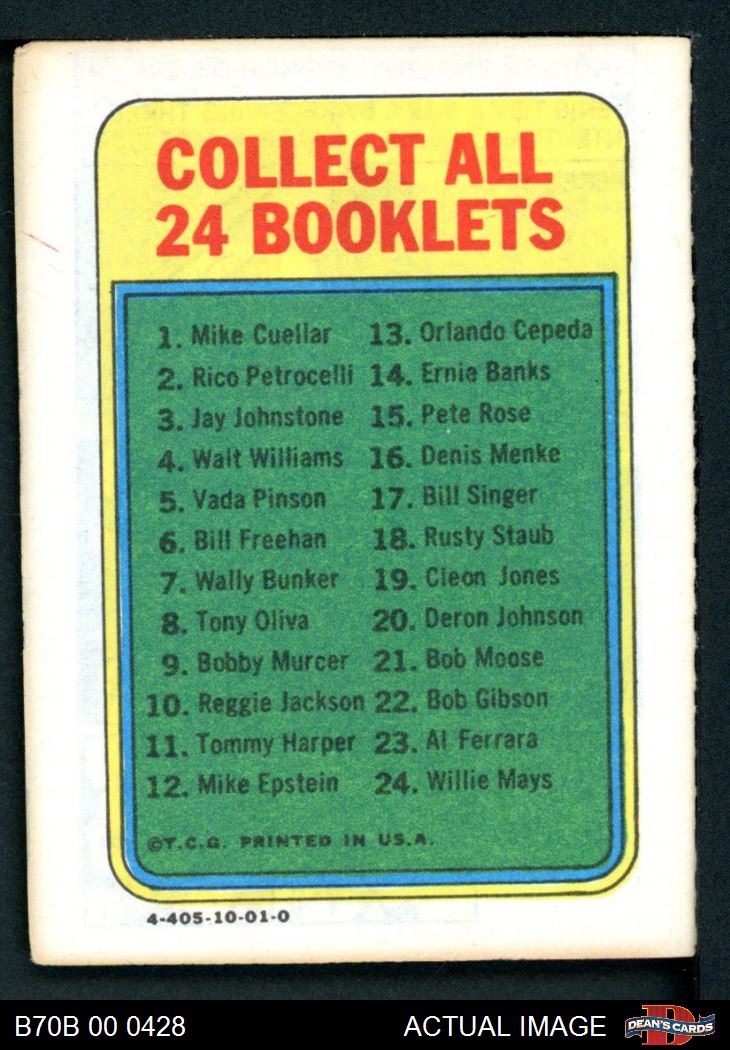 COLLECT ALL
24 BOOKLETS
1. Mike Cuellar
2. Rico Petrocelli
3. Jay Johnstone
4. Walt Williams
5. Vada Pinson
6. Bill Freehan
7. Wally Bunker
8. Tony Oliva
9. Bobby Murcer
10. Reggie Jackson
11. Tommy Harper
12. Mike Epstein
13. Orlando Cepeda
14. Ernie Banks
15. Pete Rose
16. Denis Menke
17. Bill Singer
18. Rusty Staub
19. Cleon Jones
20. Deron Johnson
21. Bob Moose
22. Bob Gibson
23. Al Ferrara
24. Willie Mays
©T.C.G. PRINTED IN U.S.A.
4-405-10-01-0
B70B 00 0428 ACTUAL IMAGE
D
DEAN'S CARDS